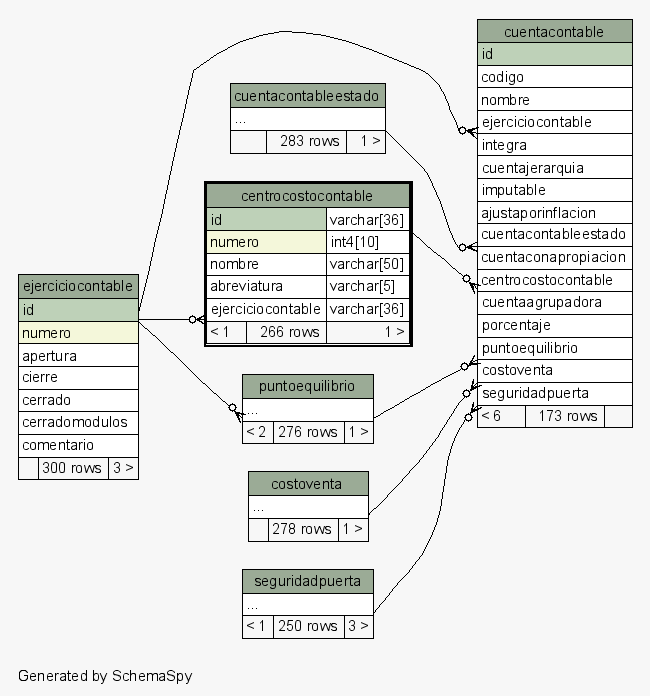 cuentacontable
id
codigo
nombre
ejerciciocontable
integra
cuentajerarquia
imputable
ajustaporinflacion
cuentacontableestado
cuentaconapropiacion
centrocostocontable
cuentaagrupadora
porcentaje
puntoequilibrio
costoventa
seguridadpuerta
< 6 173 rows
cuentacontableestado
...
283 rows 1 >
centrocostocontable
id varchar[36]
numero int4[10]
nombre varchar[50]
abreviatura varchar[5]
ejerciciocontable varchar[36]
< 1 266 rows 1 >
ejerciciocontable
id
numero
apertura
cierre
cerrado
cerradomodulos
comentario
300 rows 3 >
puntoequilibrio
...
< 2 276 rows 1 >
costoventa
...
278 rows 1 >
seguridadpuerta
...
< 1 250 rows 3 >
Generated by SchemaSpy